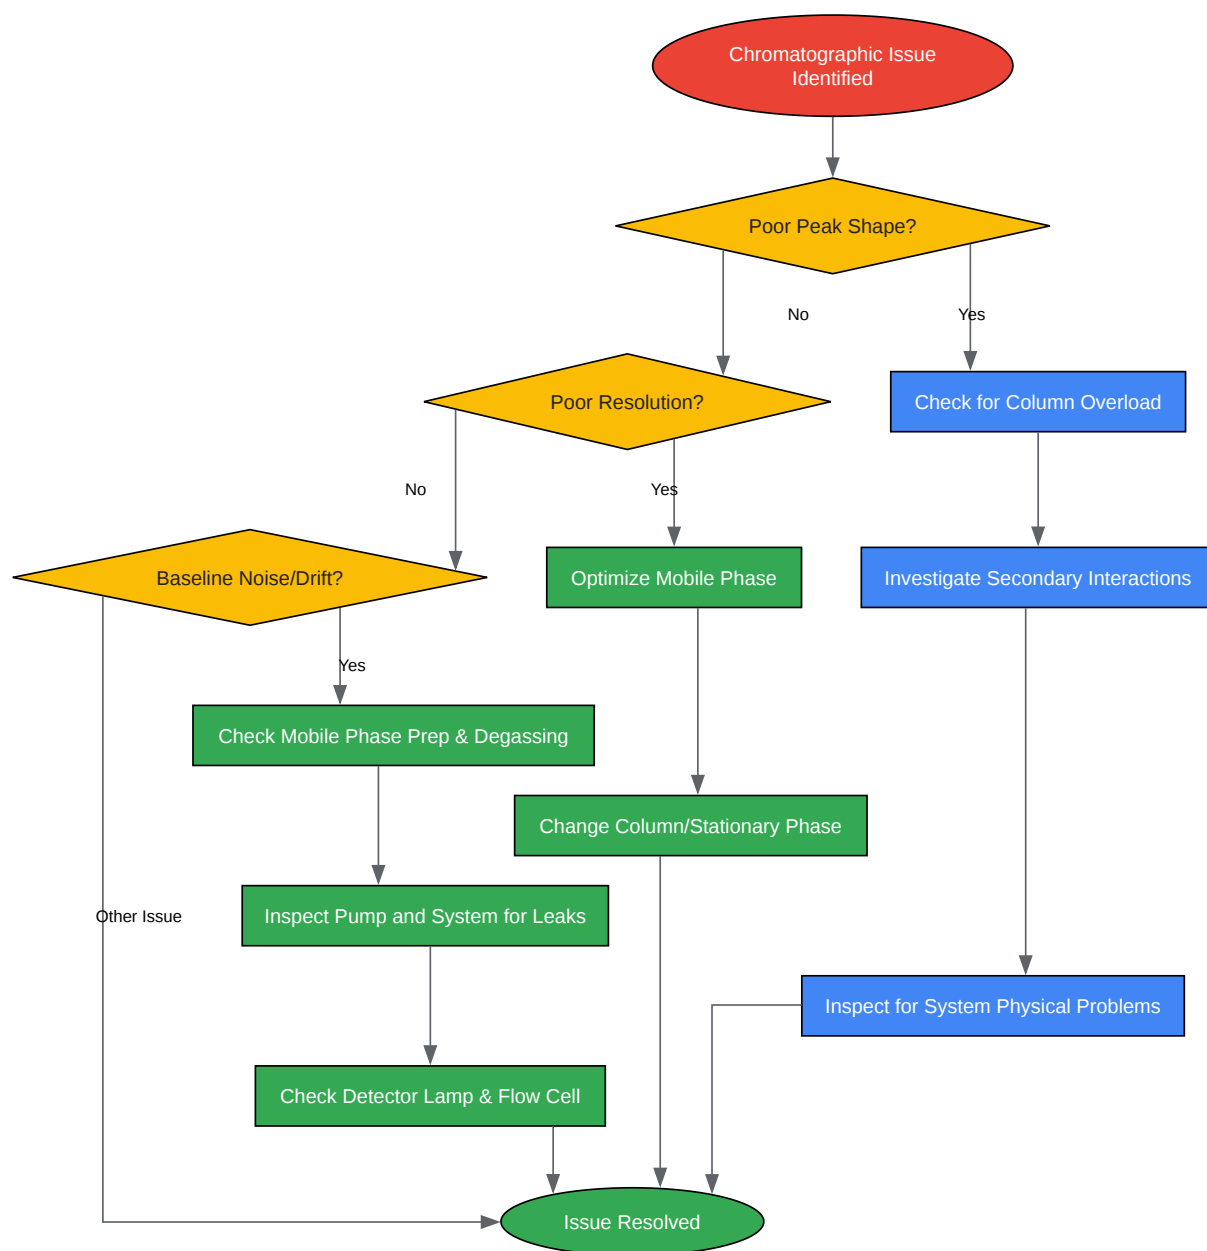 Chromatographic Issue
Identified
Poor Peak Shape?
No
Yes
Poor Resolution?
Check for Column Overload
No
Yes
Baseline Noise/Drift?
Optimize Mobile Phase
Investigate Secondary Interactions
Yes
Check Mobile Phase Prep & Degassing
Change Column/Stationary Phase
Other Issue
Inspect Pump and System for Leaks
Inspect for System Physical Problems
Check Detector Lamp & Flow Cell
Issue Resolved